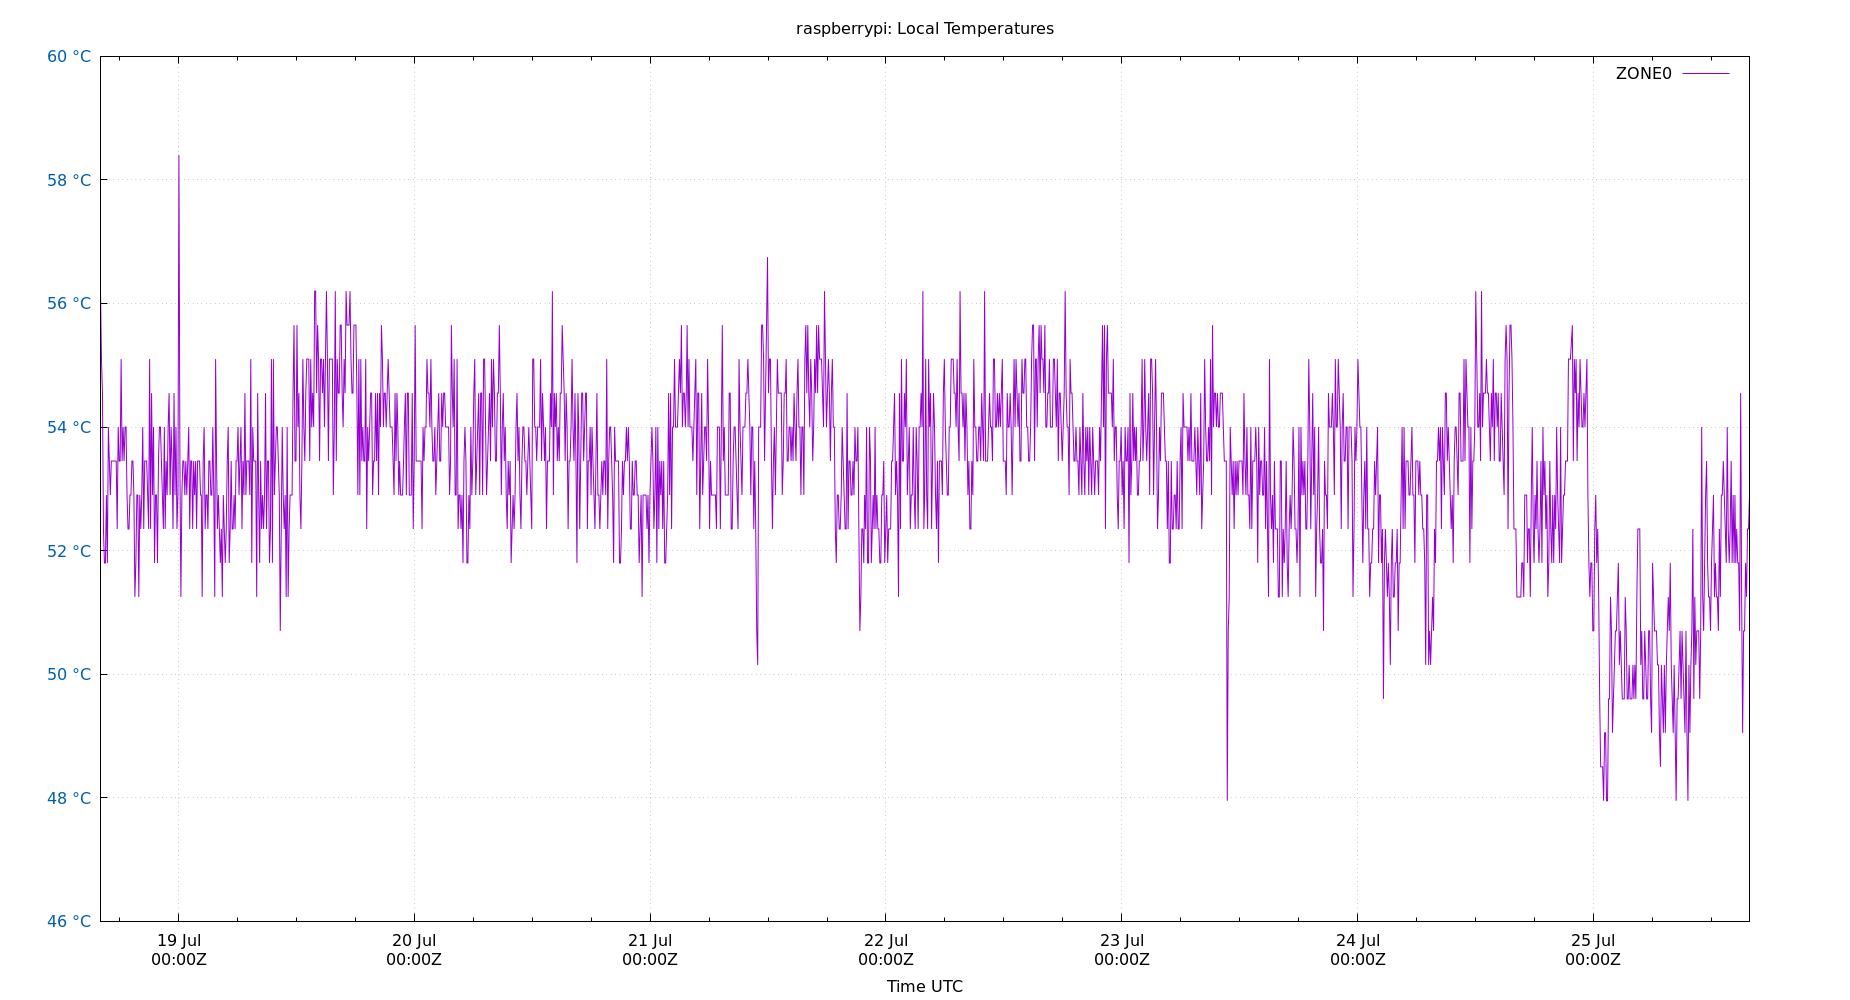 raspberrypi: Local Temperatures
60 °C
ZONE0
58 °C
56 °C
54 °C
52 °C
50 °C
48 °C
46 °C
19 Jul 20 Jul 21 Jul 22 Jul 23 Jul 24 Jul 25 Jul
00:00Z 00:00Z 00:00Z 00:00Z 00:00Z 00:00Z 00:00Z
Time UTC